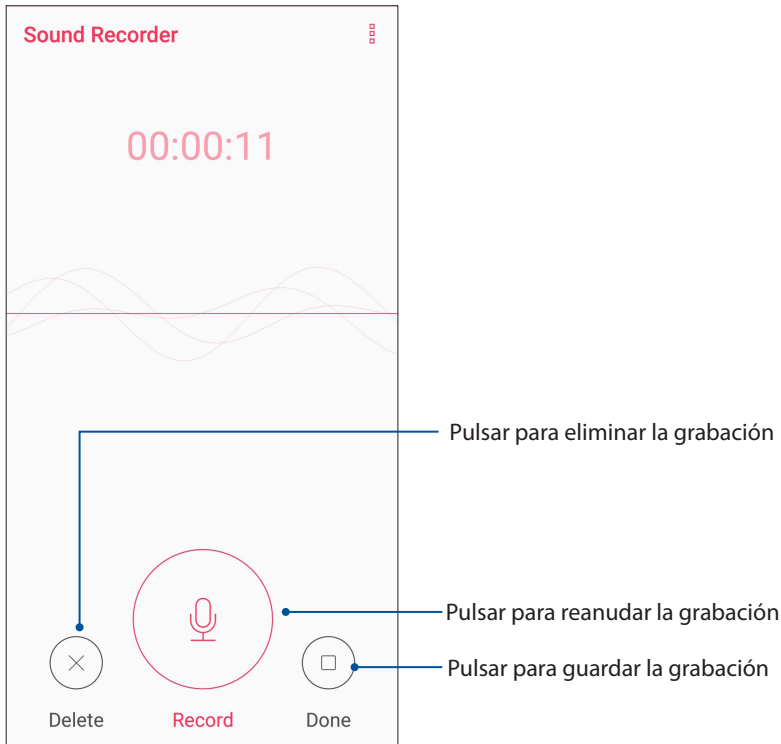 Sound Recorder
00:00:11
Pulsar para eliminar la grabación
Pulsar para reanudar la grabación
Pulsar para guardar la grabación
Delete
Record
Done